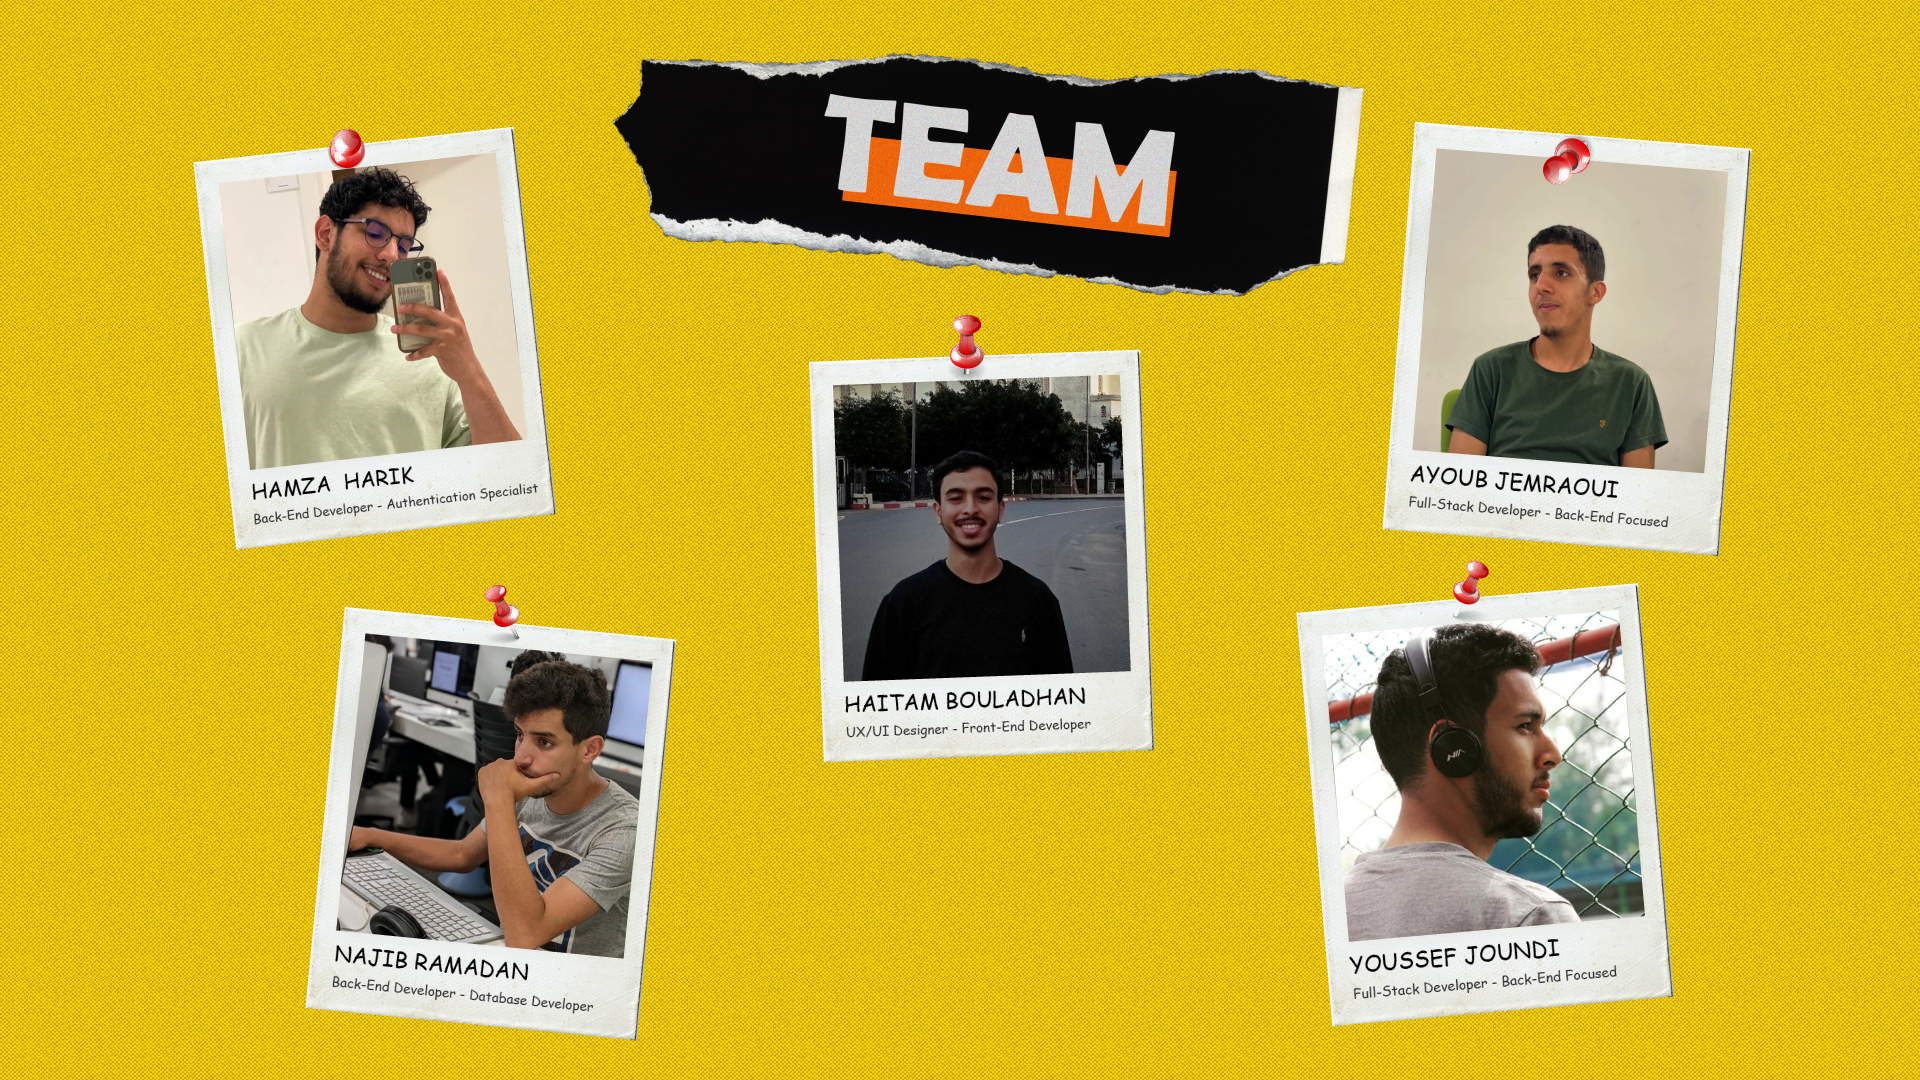 TEAM
HAMZA HARIK
Back-End Developer - Authentication Specialist
AYOUB JEMRAOUI
Full-Stack Developer - Back-End Focused
HAITAM BOULADHAN
UX/UI Designer - Front-End Developer
NAJIB RAMADAN
Back-End Developer - Database Developer
YOUSSEF JOUNDI
Full-Stack Developer - Back-End Focused